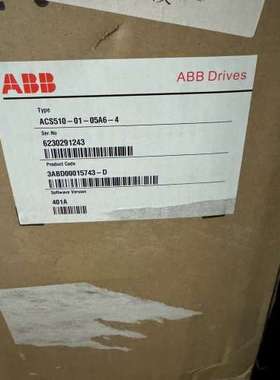 ABB
ABB Drives
Type
ACS510-01-05A6-4
Ser.No
6230291243
Product Code
3ABD00015743-D
Software Version
401A